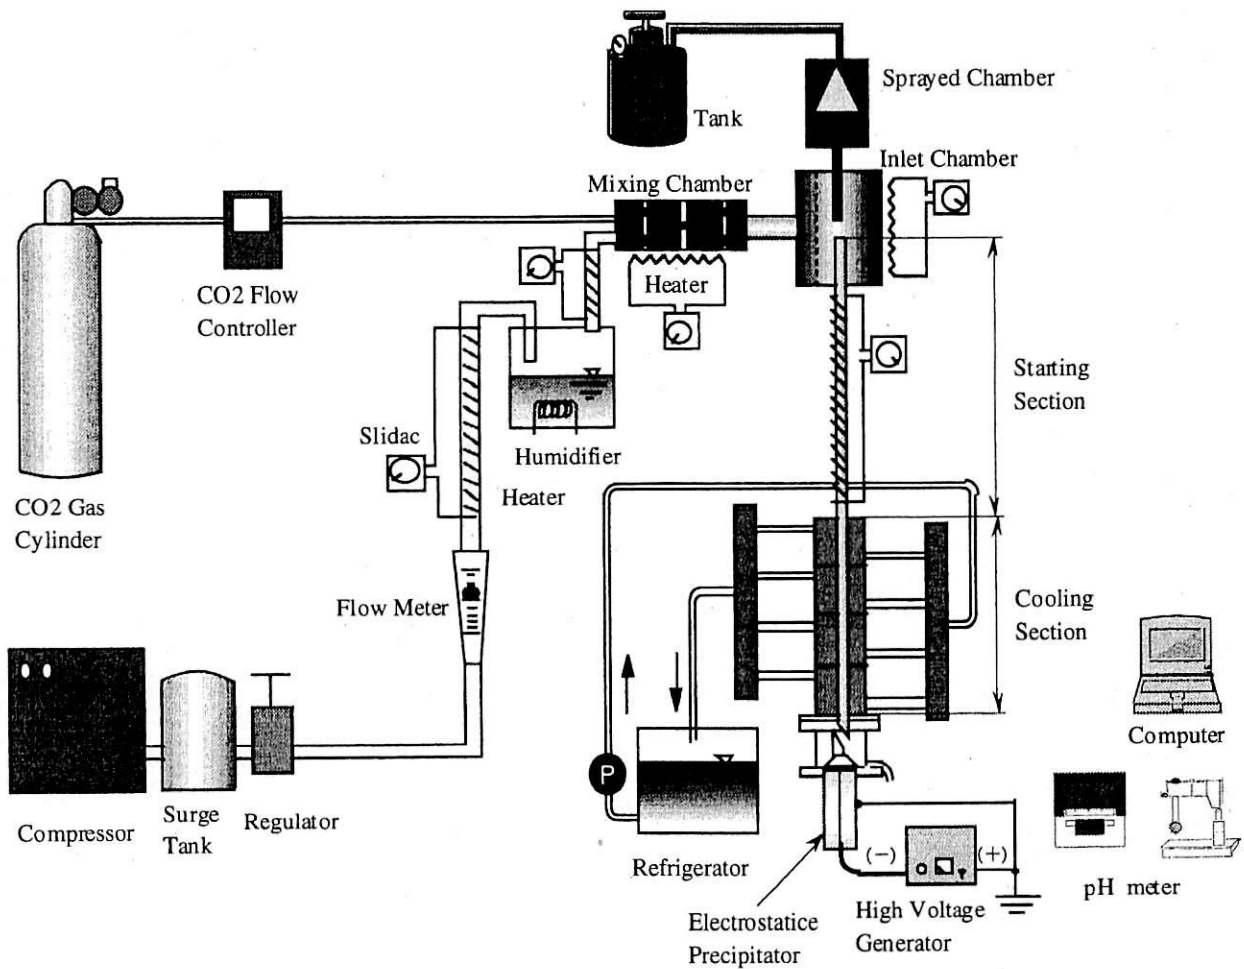 Sprayed Chamber
Tank
Inlet Chamber
Mixing Chamber
Heater
CO2 Flow
Controller
Starting
Section
Slidac
Humidifier
Heater
CO2 Gas
Cylinder
Flow Meter
Cooling
Section
Computer
P
Compressor
Surge
Tank
Regulator
Refrigerator
(−)
(+)
pH meter
Electrostatice
Precipitator
High Voltage
Generator